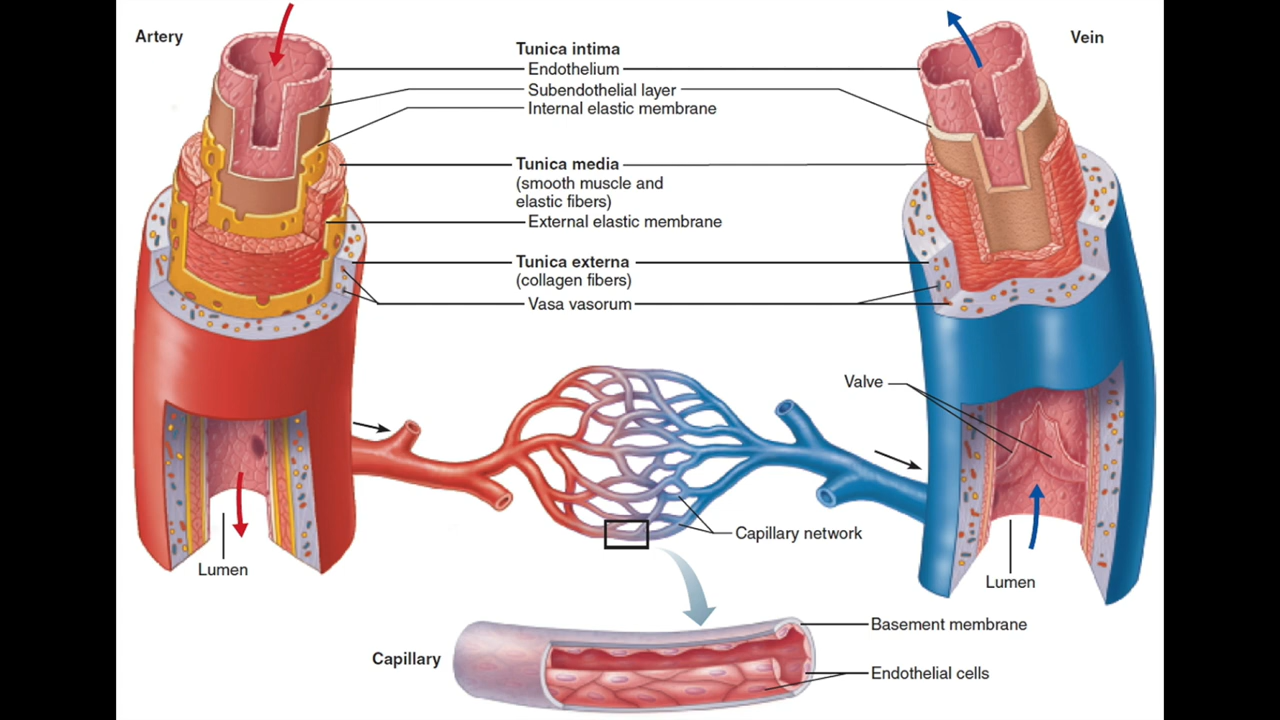 Artery
Vein
Tunica intima
Endothelium
Subendothelial layer
Internal elastic membrane
Tunica media
(smooth muscle and
elastic fibers)
External elastic membrane
Tunica externa
(collagen fibers)
Vasa vasorum
Valve
Capillary network
Lumen
Lumen
Basement membrane
Capillary
Endothelial cells